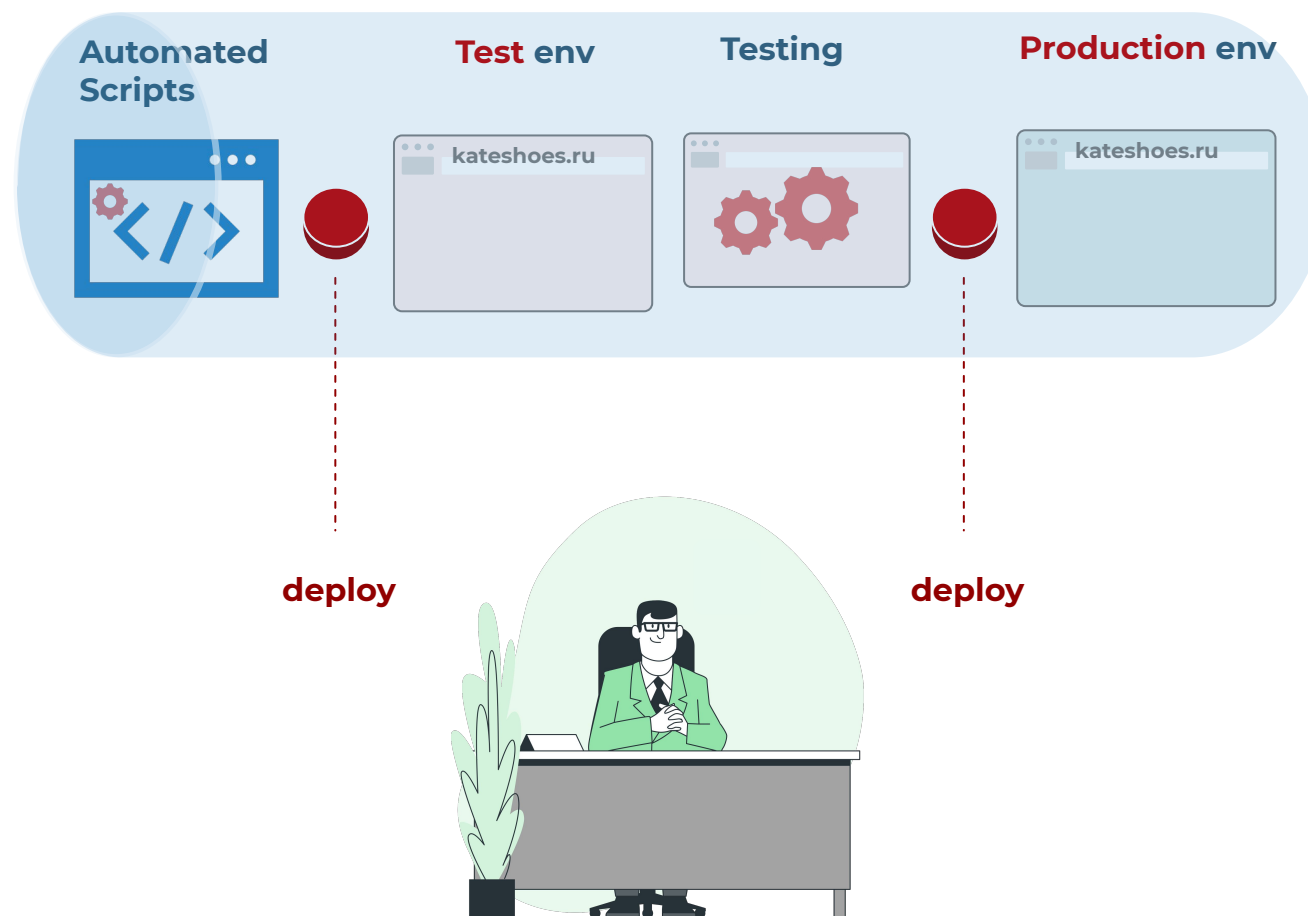 Automated
Scripts
Test env
Testing
Production env
kateshoes.ru
kateshoes.ru
</>
deploy
deploy